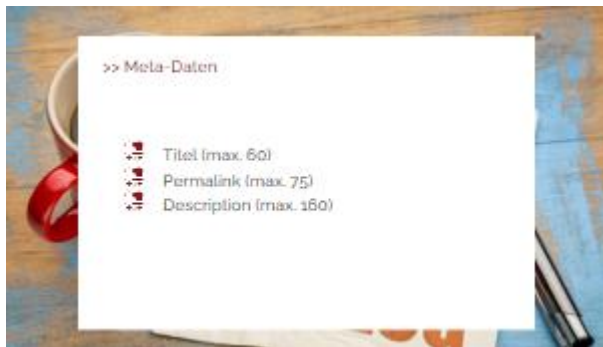 >> Meta-Daten
Titel (max. 60)
Permalink (max. 75)
Description (max. 160)